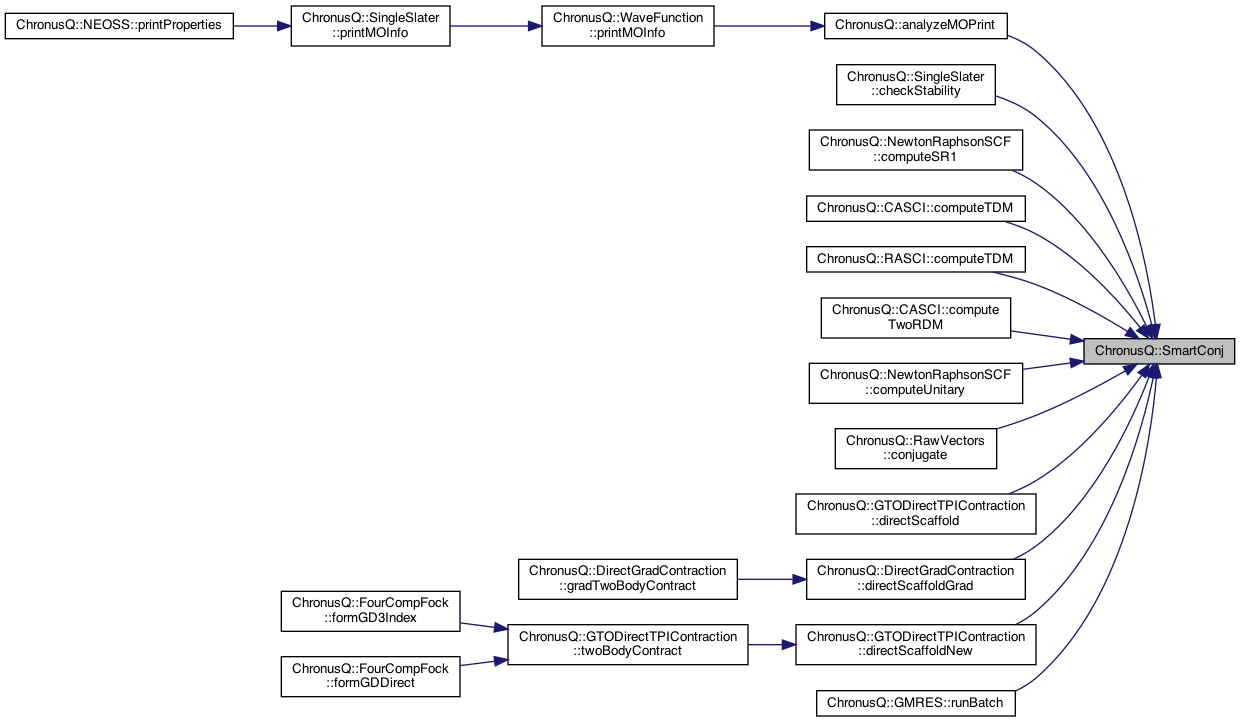 ChronusQ::NEOSS::printProperties
ChronusQ::SingleSlater
::printMOInfo
ChronusQ::WaveFunction
::printMOInfo
ChronusQ::analyzeMOPrint
ChronusQ::SingleSlater
::checkStability
ChronusQ::NewtonRaphsonSCF
::computeSR1
ChronusQ::CASCI::computeTDM
ChronusQ::RASCI::computeTDM
ChronusQ::CASCI::compute
TwoRDM
ChronusQ::SmartConj
ChronusQ::NewtonRaphsonSCF
::computeUnitary
ChronusQ::RawVectors
::conjugate
ChronusQ::GTODirectTPIContraction
::directScaffold
ChronusQ::DirectGradContraction
::gradTwoBodyContract
ChronusQ::DirectGradContraction
::directScaffoldGrad
ChronusQ::FourCompFock
::formGD3Index
ChronusQ::GTODirectTPIContraction
::twoBodyContract
ChronusQ::GTODirectTPIContraction
::directScaffoldNew
ChronusQ::FourCompFock
::formGDDirect
ChronusQ::GMRES::runBatch